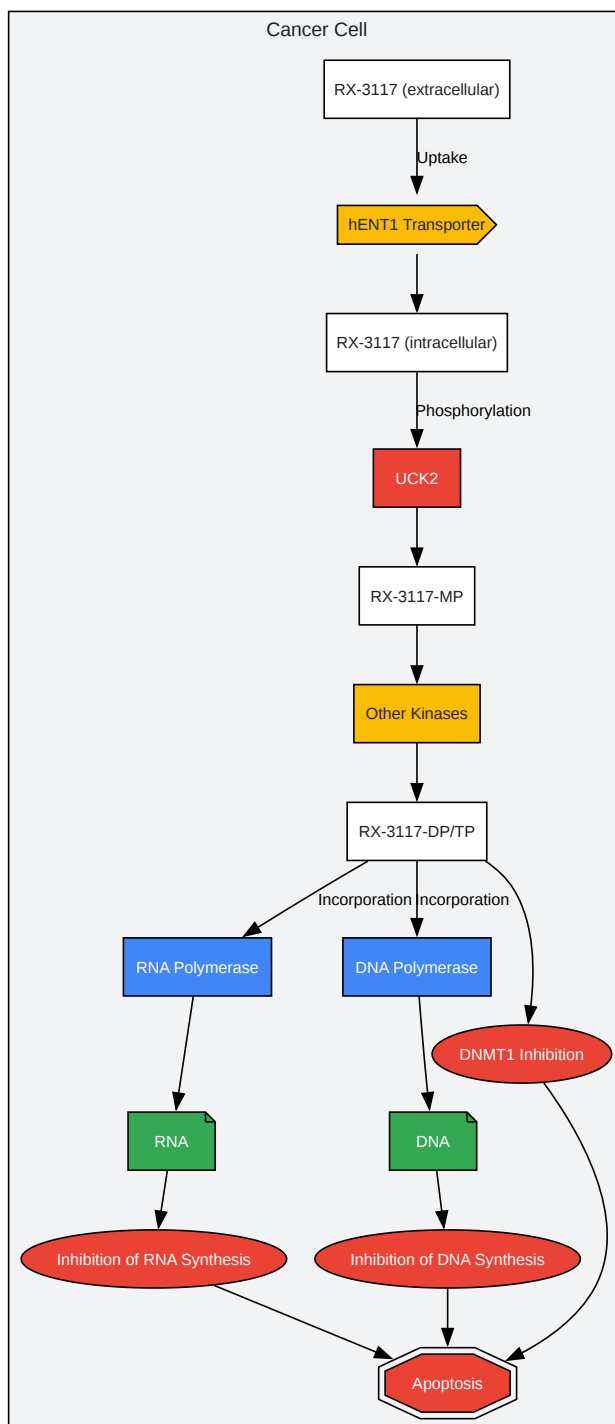 Cancer Cell
RX-3117 (extracellular)
Uptake
hENT1 Transporter
RX-3117 (intracellular)
Phosphorylation
UCK2
RX-3117-MP
Other Kinases
RX-3117-DP/TP
Incorporation
Incorporation
RNA Polymerase
DNA Polymerase
DNMT1 Inhibition
RNA
DNA
Inhibition of RNA Synthesis
Inhibition of DNA Synthesis
Apoptosis